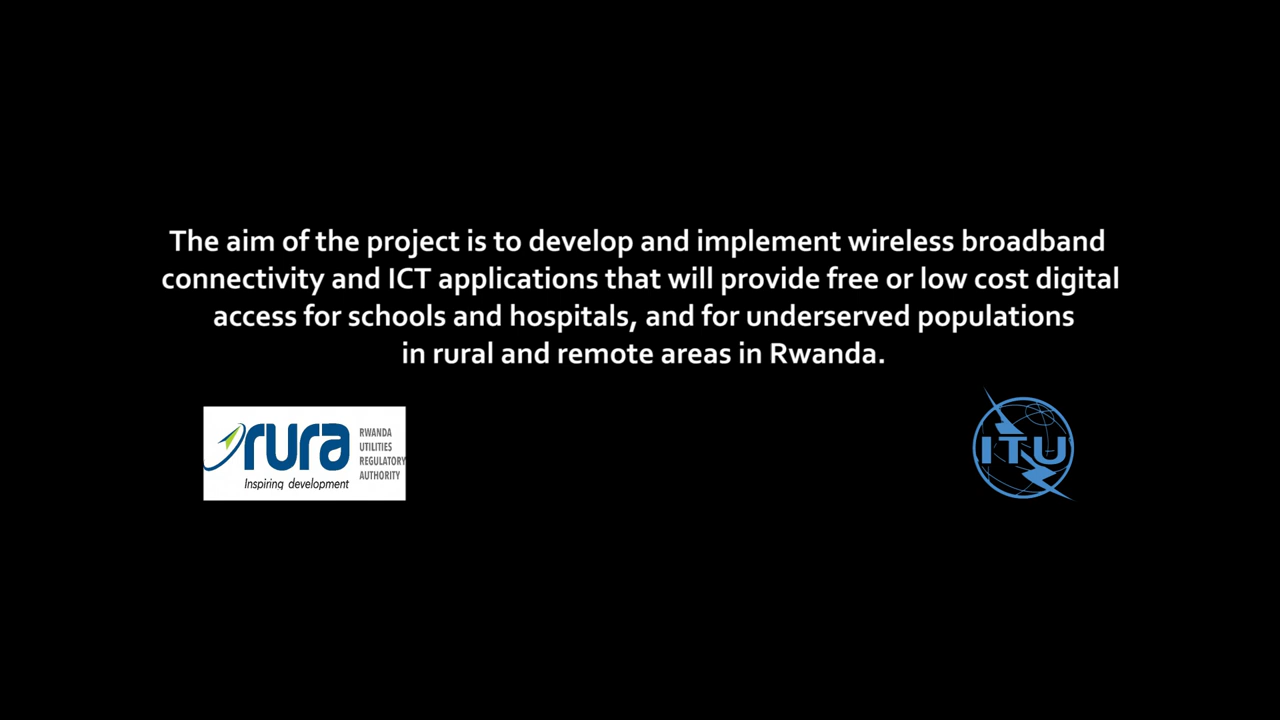 The aim of the project is to develop and implement wireless broadband
connectivity and ICT applications that will provide free or low cost digital
access for schools and hospitals, and for underserved populations
in rural and remote areas in Rwanda.
rura
Inspiring development
RWANDA
UTILITIES
REGULATORY
AUTHORITY
ITU